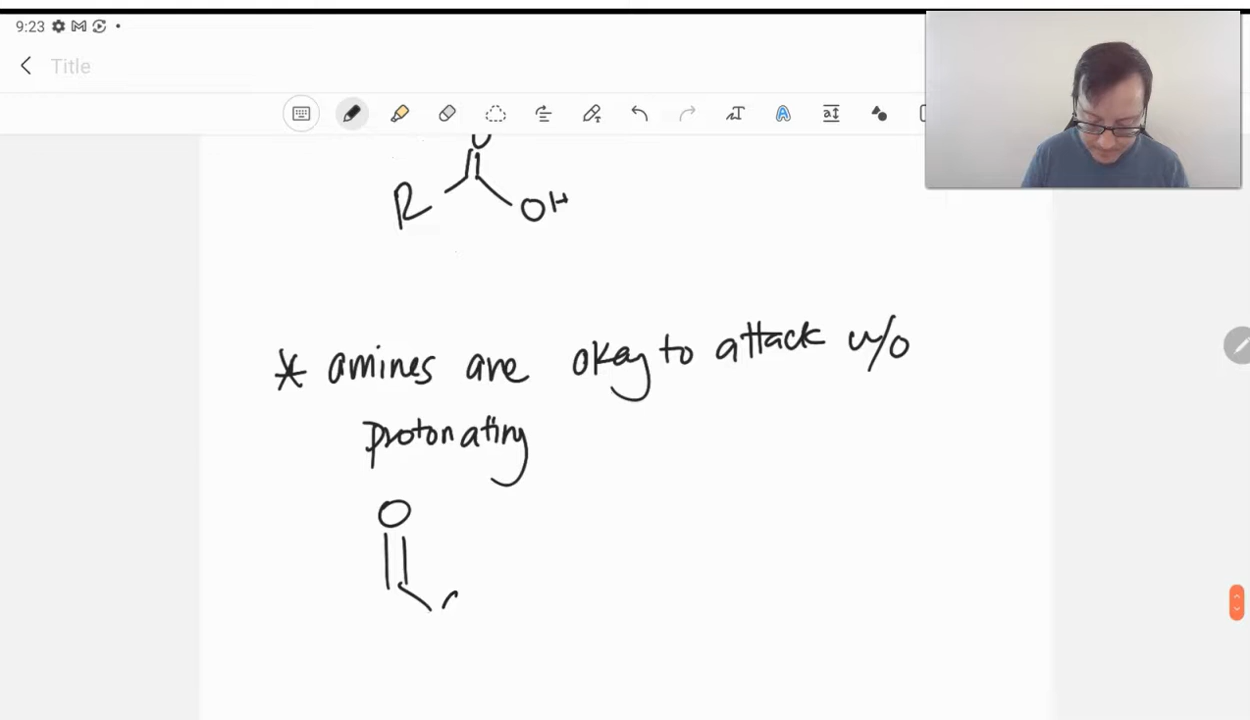 9:23
Title
R
OH
* amines are okay to attack w/o
protonating
O